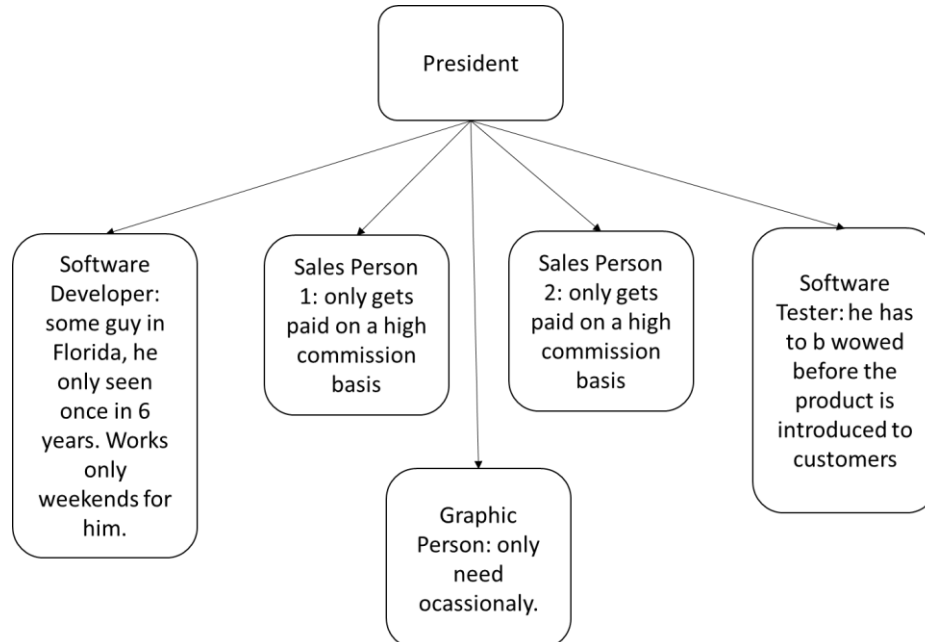 President
Software
Developer:
some guy in
Florida, he
only seen
once in 6
years. Works
only
weekends for
him.
Sales Person
1: only gets
paid on a high
commission
basis
Sales Person
2: only gets
paid on a high
commission
basis
Software
Tester: he has
to b wowed
before the
product is
introduced to
customers
Graphic
Person: only
need
ocassionaly.